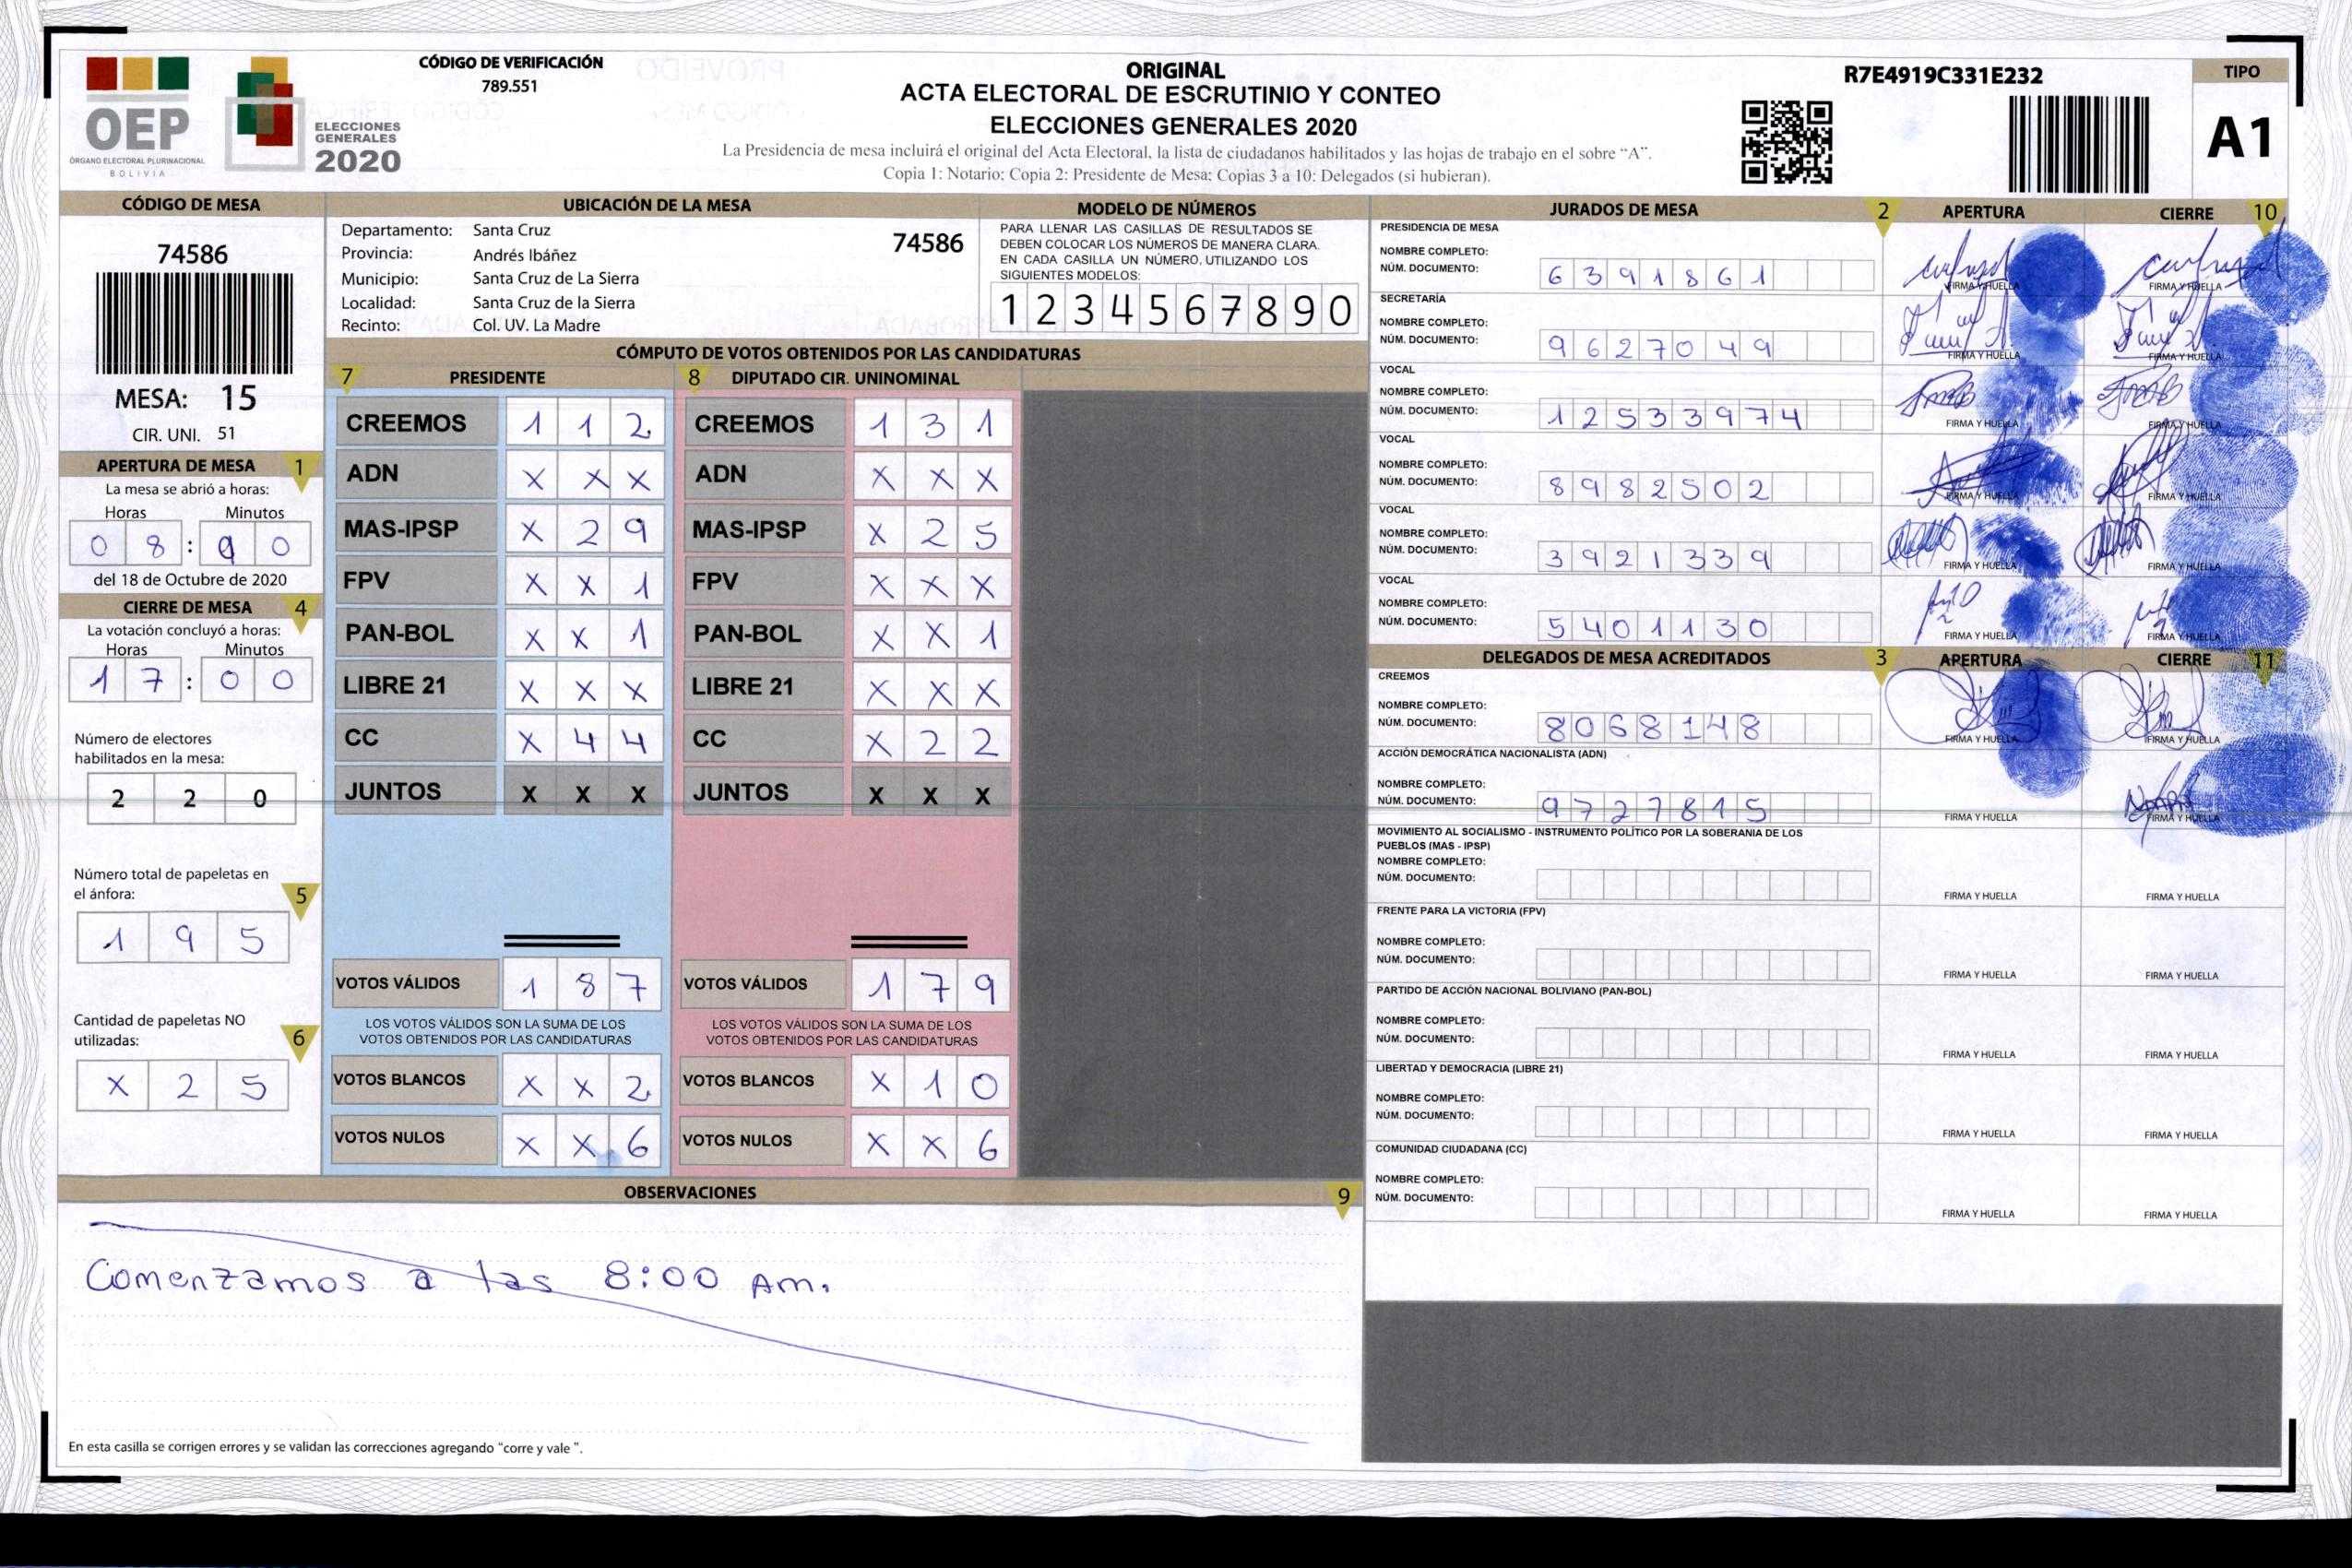 CÓDIGO DE VERIFICACIÓN
789.551
OEP
ÓRGANO ELECTORAL PLURINACIONAL
BOLIVIA
ELECCIONES
GENERALES
2020
ORIGINAL
ACTA ELECTORAL DE ESCRUTINIO Y CONTEO
ELECCIONES GENERALES 2020
La Presidencia de mesa incluirá el original del Acta Electoral, la lista de ciudadanos habilitados y las hojas de trabajo en el sobre “A”.
Copia 1: Notario; Copia 2: Presidente de Mesa; Copias 3 a 10: Delegados (si hubieran).
R7E4919C331E232
TIPO
A1
CÓDIGO DE MESA
74586
MESA: 15
CIR. UNI. 51
APERTURA DE MESA 1
La mesa se abrió a horas:
Horas Minutos
0 8 : 0 0
del 18 de Octubre de 2020
CIERRE DE MESA 4
La votación concluyó a horas:
Horas Minutos
1 7 : 0 0
Número de electores
habilitados en la mesa:
2 2 0
Número total de papeletas en
el ánfora: 5
1 9 5
Cantidad de papeletas NO
utilizadas: 6
X 2 5
UBICACIÓN DE LA MESA
Departamento: Santa Cruz
74586
Provincia: Andrés Ibáñez
Municipio: Santa Cruz de La Sierra
Localidad: Santa Cruz de la Sierra
Recinto: Col. UV. La Madre
MODELO DE NÚMEROS
PARA LLENAR LAS CASILLAS DE RESULTADOS SE
DEBEN COLOCAR LOS NÚMEROS DE MANERA CLARA.
EN CADA CASILLA UN NÚMERO, UTILIZANDO LOS
SIGUIENTES MODELOS:
1 2 3 4 5 6 7 8 9 0
CÓMPUTO DE VOTOS OBTENIDOS POR LAS CANDIDATURAS
7 PRESIDENTE 8 DIPUTADO CIR. UNINOMINAL
CREEMOS 1 1 2 CREEMOS 1 3 1
ADN X X X ADN X X X
MAS-IPSP X 2 9 MAS-IPSP X 2 5
FPV X X 1 FPV X X X
PAN-BOL X X 1 PAN-BOL X X 1
LIBRE 21 X X X LIBRE 21 X X X
CC X 4 4 CC X 2 2
JUNTOS X X X JUNTOS X X X
VOTOS VÁLIDOS 1 8 7 VOTOS VÁLIDOS 1 7 9
LOS VOTOS VÁLIDOS SON LA SUMA DE LOS LOS VOTOS VÁLIDOS SON LA SUMA DE LOS
VOTOS OBTENIDOS POR LAS CANDIDATURAS VOTOS OBTENIDOS POR LAS CANDIDATURAS
VOTOS BLANCOS X X 2 VOTOS BLANCOS X 1 0
VOTOS NULOS X X 6 VOTOS NULOS X X 6
OBSERVACIONES 9
Comenzamos a las 8:00 Am.
En esta casilla se corrigen errores y se validan las correcciones agregando “corre y vale ”.
JURADOS DE MESA 2 APERTURA CIERRE 10
PRESIDENCIA DE MESA
NOMBRE COMPLETO:
NÚM. DOCUMENTO: 6 3 9 1 8 6 1
FIRMA Y HUELLA FIRMA Y HUELLA
SECRETARÍA
NOMBRE COMPLETO:
NÚM. DOCUMENTO: 9 6 2 7 0 4 9
FIRMA Y HUELLA FIRMA Y HUELLA
VOCAL
NOMBRE COMPLETO:
NÚM. DOCUMENTO: 1 2 5 3 3 9 7 4
FIRMA Y HUELLA FIRMA Y HUELLA
VOCAL
NOMBRE COMPLETO:
NÚM. DOCUMENTO: 8 9 8 2 5 0 2
FIRMA Y HUELLA FIRMA Y HUELLA
VOCAL
NOMBRE COMPLETO:
NÚM. DOCUMENTO: 3 9 2 1 3 3 9
FIRMA Y HUELLA FIRMA Y HUELLA
VOCAL
NOMBRE COMPLETO:
NÚM. DOCUMENTO: 5 4 0 1 1 3 0
FIRMA Y HUELLA FIRMA Y HUELLA
DELEGADOS DE MESA ACREDITADOS 3 APERTURA CIERRE 11
CREEMOS
NOMBRE COMPLETO:
NÚM. DOCUMENTO: 8 0 6 8 1 4 8
FIRMA Y HUELLA FIRMA Y HUELLA
ACCIÓN DEMOCRÁTICA NACIONALISTA (ADN)
NOMBRE COMPLETO:
NÚM. DOCUMENTO: 9 7 2 7 8 1 5
FIRMA Y HUELLA FIRMA Y HUELLA
MOVIMIENTO AL SOCIALISMO - INSTRUMENTO POLÍTICO POR LA SOBERANIA DE LOS
PUEBLOS (MAS - IPSP)
NOMBRE COMPLETO:
NÚM. DOCUMENTO:
FIRMA Y HUELLA FIRMA Y HUELLA
FRENTE PARA LA VICTORIA (FPV)
NOMBRE COMPLETO:
NÚM. DOCUMENTO:
FIRMA Y HUELLA FIRMA Y HUELLA
PARTIDO DE ACCIÓN NACIONAL BOLIVIANO (PAN-BOL)
NOMBRE COMPLETO:
NÚM. DOCUMENTO:
FIRMA Y HUELLA FIRMA Y HUELLA
LIBERTAD Y DEMOCRACIA (LIBRE 21)
NOMBRE COMPLETO:
NÚM. DOCUMENTO:
FIRMA Y HUELLA FIRMA Y HUELLA
COMUNIDAD CIUDADANA (CC)
NOMBRE COMPLETO:
NÚM. DOCUMENTO:
FIRMA Y HUELLA FIRMA Y HUELLA